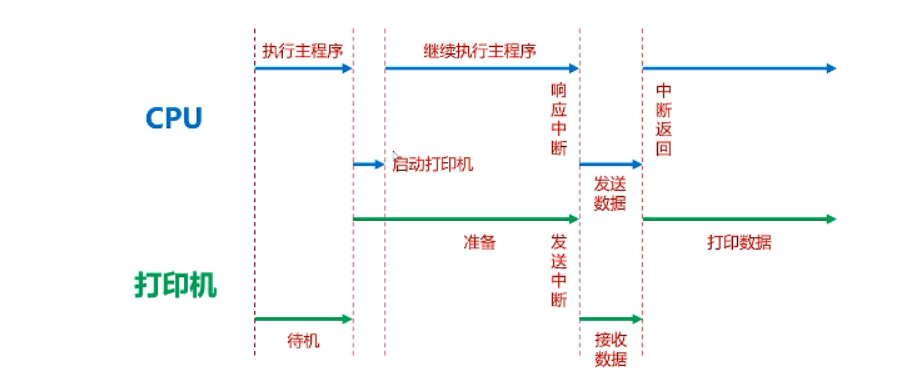 执行主程序
继续执行主程序
CPU
响应中断
中断返回
启动打印机
发送
数据
准备
发送中断
打印数据
打印机
待机
接收
数据